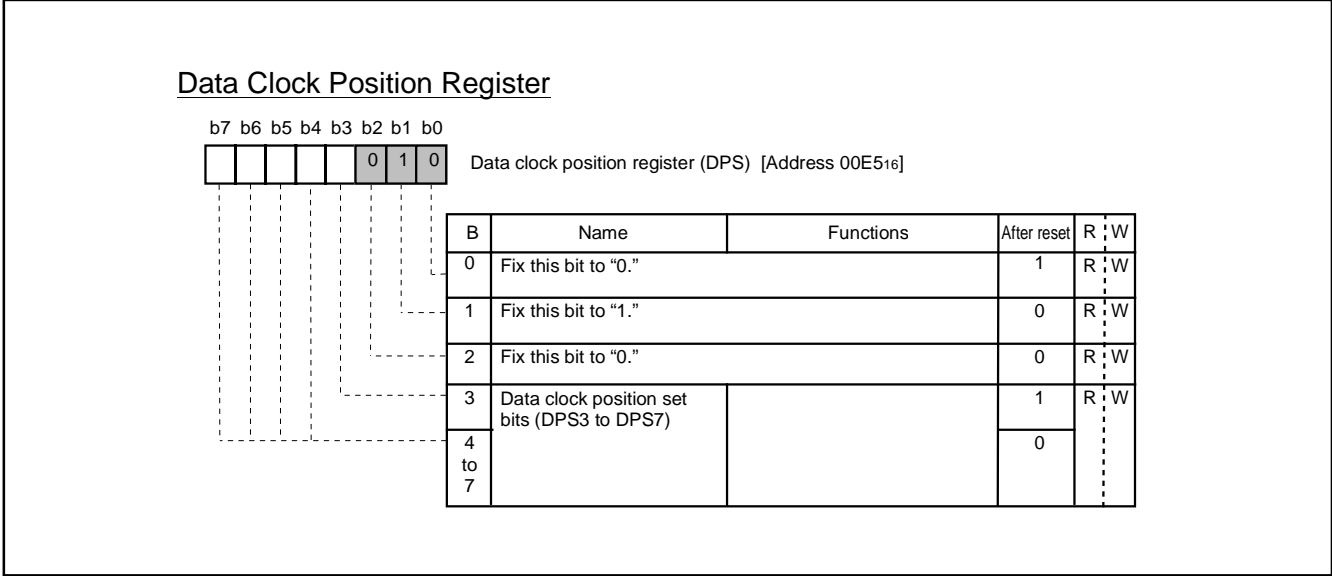 Data Clock Position Register
b7 b6 b5 b4 b3 b2 b1 b0
0 1 0 Data clock position register (DPS) [Address 00E516]
B Name Functions After reset R W
0 Fix this bit to “0.” 1 R W
1 Fix this bit to “1.” 0 R W
2 Fix this bit to “0.” 0 R W
3 Data clock position set 1 R W
bits (DPS3 to DPS7)
4 0
to
7